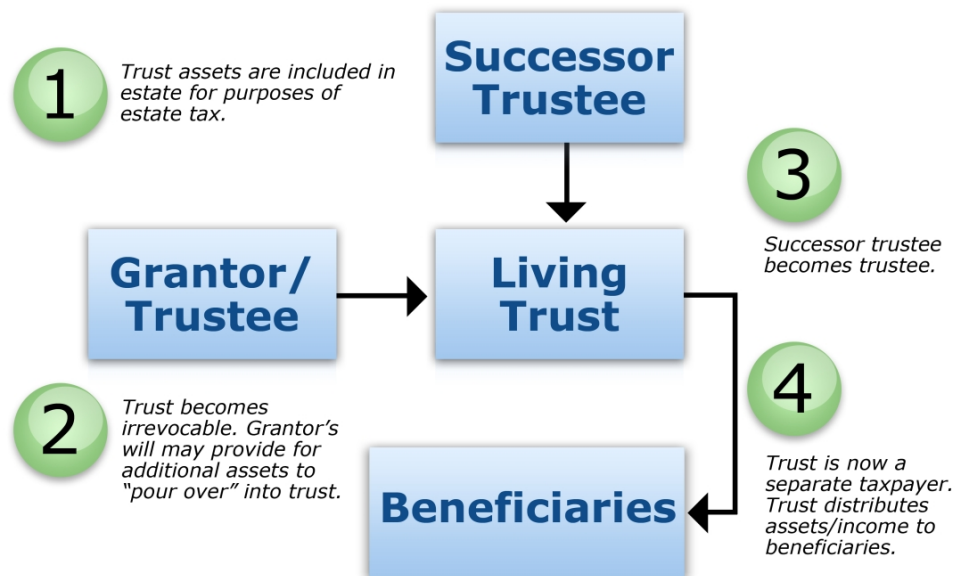 1
Trust assets are included in
estate for purposes of
estate tax.
Successor
Trustee
3
Successor trustee
becomes trustee.
Grantor/
Trustee
Living
Trust
2
Trust becomes
irrevocable. Grantor’s
will may provide for
additional assets to
“pour over” into trust.
4
Trust is now a
separate taxpayer.
Trust distributes
assets/income to
beneficiaries.
Beneficiaries